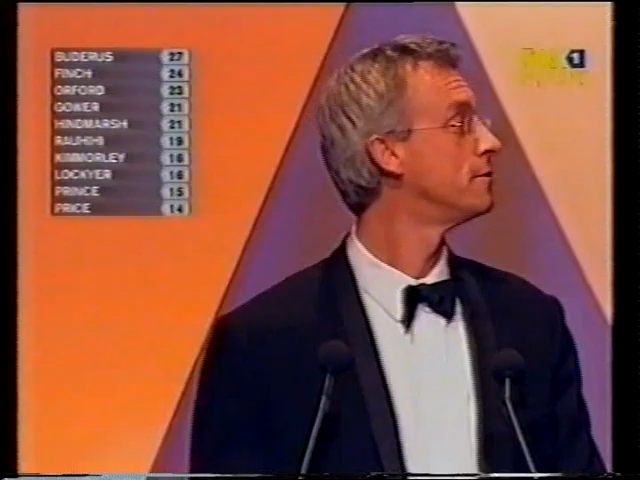 BUDERUS 27
FINCH 24
ORFORD 23
GOWER 21
HINDMARSH 21
RAUHIHI 19
KIMMORLEY 16
LOCKYER 16
PRINCE 15
PRICE 14
1